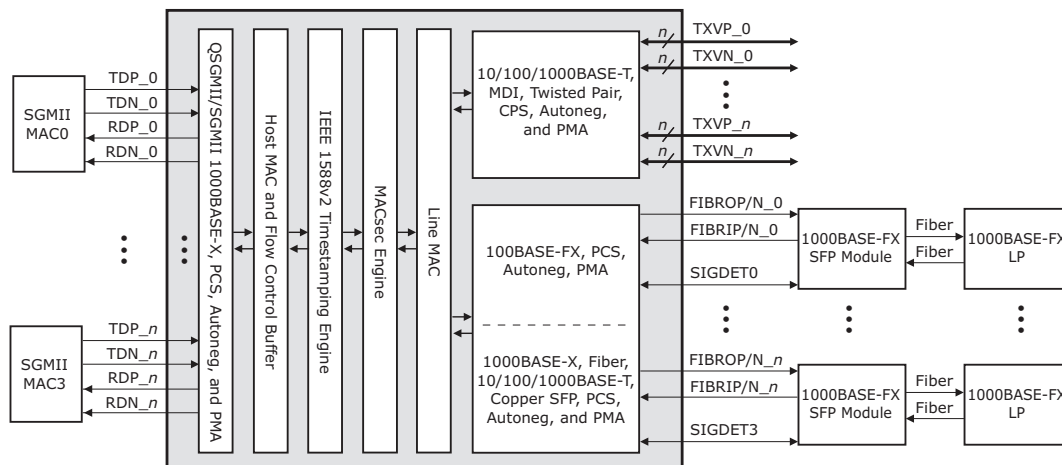 SGMII
MAC0
TDP_0
TDN_0
RDP_0
RDN_0
SGMII
MAC3
TDP_n
TDN_n
RDP_n
RDN_n
QSGMII/SGMII 1000BASE-X, PCS, Autoneg, and PMA
Host MAC and Flow Control Buffer
IEEE 1588v2 Timestamping Engine
MACsec Engine
Line MAC
10/100/1000BASE-T,
MDI, Twisted Pair,
CPS, Autoneg,
and PMA
n
TXVP_0
n
TXVN_0
n
TXVP_n
n
TXVN_n
100BASE-FX, PCS,
Autoneg, PMA
1000BASE-X, Fiber,
10/100/1000BASE-T,
Copper SFP, PCS,
Autoneg, and PMA
FIBROP/N_0
FIBRIP/N_0
SIGDET0
1000BASE-FX
SFP Module
Fiber
Fiber
1000BASE-FX
LP
FIBROP/N_n
FIBRIP/N_n
SIGDET3
1000BASE-FX
SFP Module
Fiber
Fiber
1000BASE-FX
LP